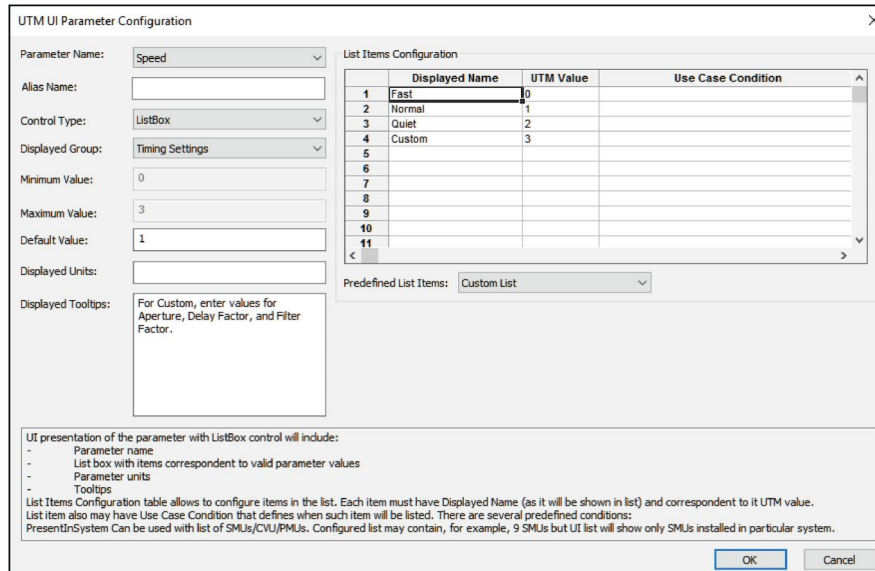 UTM UI Parameter Configuration
Parameter Name:
Speed
Alias Name:
Control Type:
ListBox
Displayed Group:
Timing Settings
Minimum Value:
0
Maximum Value:
3
Default Value:
1
Displayed Units:
Displayed Tooltips:
For Custom, enter values for
Aperture, Delay Factor, and Filter
Factor.
List Items Configuration
Displayed Name UTM Value Use Case Condition
1 Fast 0
2 Normal 1
3 Quiet 2
4 Custom 3
5
6
7
8
9
10
11
Predefined List Items: Custom List
UI presentation of the parameter with ListBox control will include:
- Parameter name
- List box with items correspondent to valid parameter values
- Parameter units
- Tooltips
List Items Configuration table allows to configure items in the list. Each item must have Displayed Name (as it will be shown in list) and correspondent to it UTM value.
List item also may have Use Case Condition that defines when such item will be listed. There are several predefined conditions:
PresentInSystem Can be used with list of SMUs/CVU/PMUs. Configured list may contain, for example, 9 SMUs but UI list will show only SMUs installed in particular system.
OK Cancel